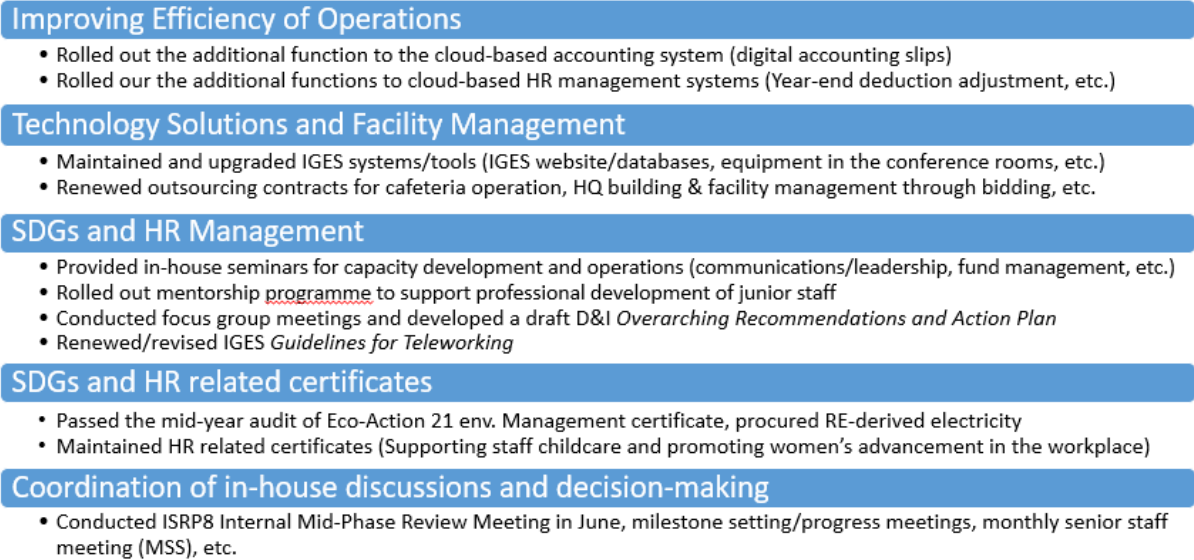 Improving Efficiency of Operations
• Rolled out the additional function to the cloud-based accounting system (digital accounting slips)
• Rolled our the additional functions to cloud-based HR management systems (Year-end deduction adjustment, etc.)
Technology Solutions and Facility Management
• Maintained and upgraded IGES systems/tools (IGES website/databases, equipment in the conference rooms, etc.)
• Renewed outsourcing contracts for cafeteria operation, HQ building & facility management through bidding, etc.
SDGs and HR Management
• Provided in-house seminars for capacity development and operations (communications/leadership, fund management, etc.)
• Rolled out mentorship programme to support professional development of junior staff
• Conducted focus group meetings and developed a draft D&I Overarching Recommendations and Action Plan
• Renewed/revised IGES Guidelines for Teleworking
SDGs and HR related certificates
• Passed the mid-year audit of Eco-Action 21 env. Management certificate, procured RE-derived electricity
• Maintained HR related certificates (Supporting staff childcare and promoting women’s advancement in the workplace)
Coordination of in-house discussions and decision-making
• Conducted ISRP8 Internal Mid-Phase Review Meeting in June, milestone setting/progress meetings, monthly senior staff
meeting (MSS), etc.